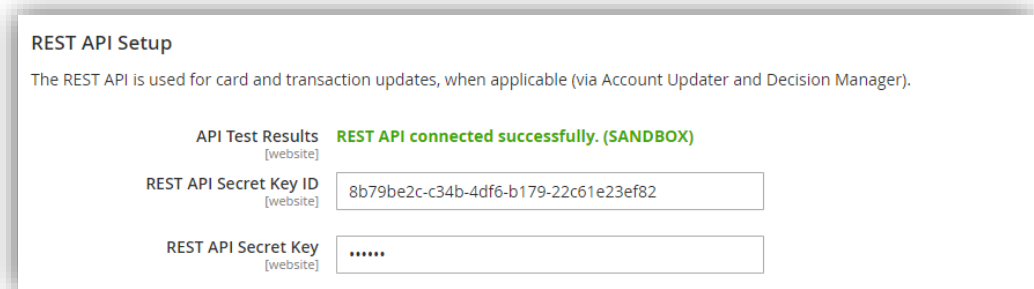 REST API Setup
The REST API is used for card and transaction updates, when applicable (via Account Updater and Decision Manager).
API Test Results REST API connected successfully. (SANDBOX)
[website]
REST API Secret Key ID 8b79be2c-c34b-4df6-b179-22c61e23ef82
[website]
REST API Secret Key ••••••
[website]